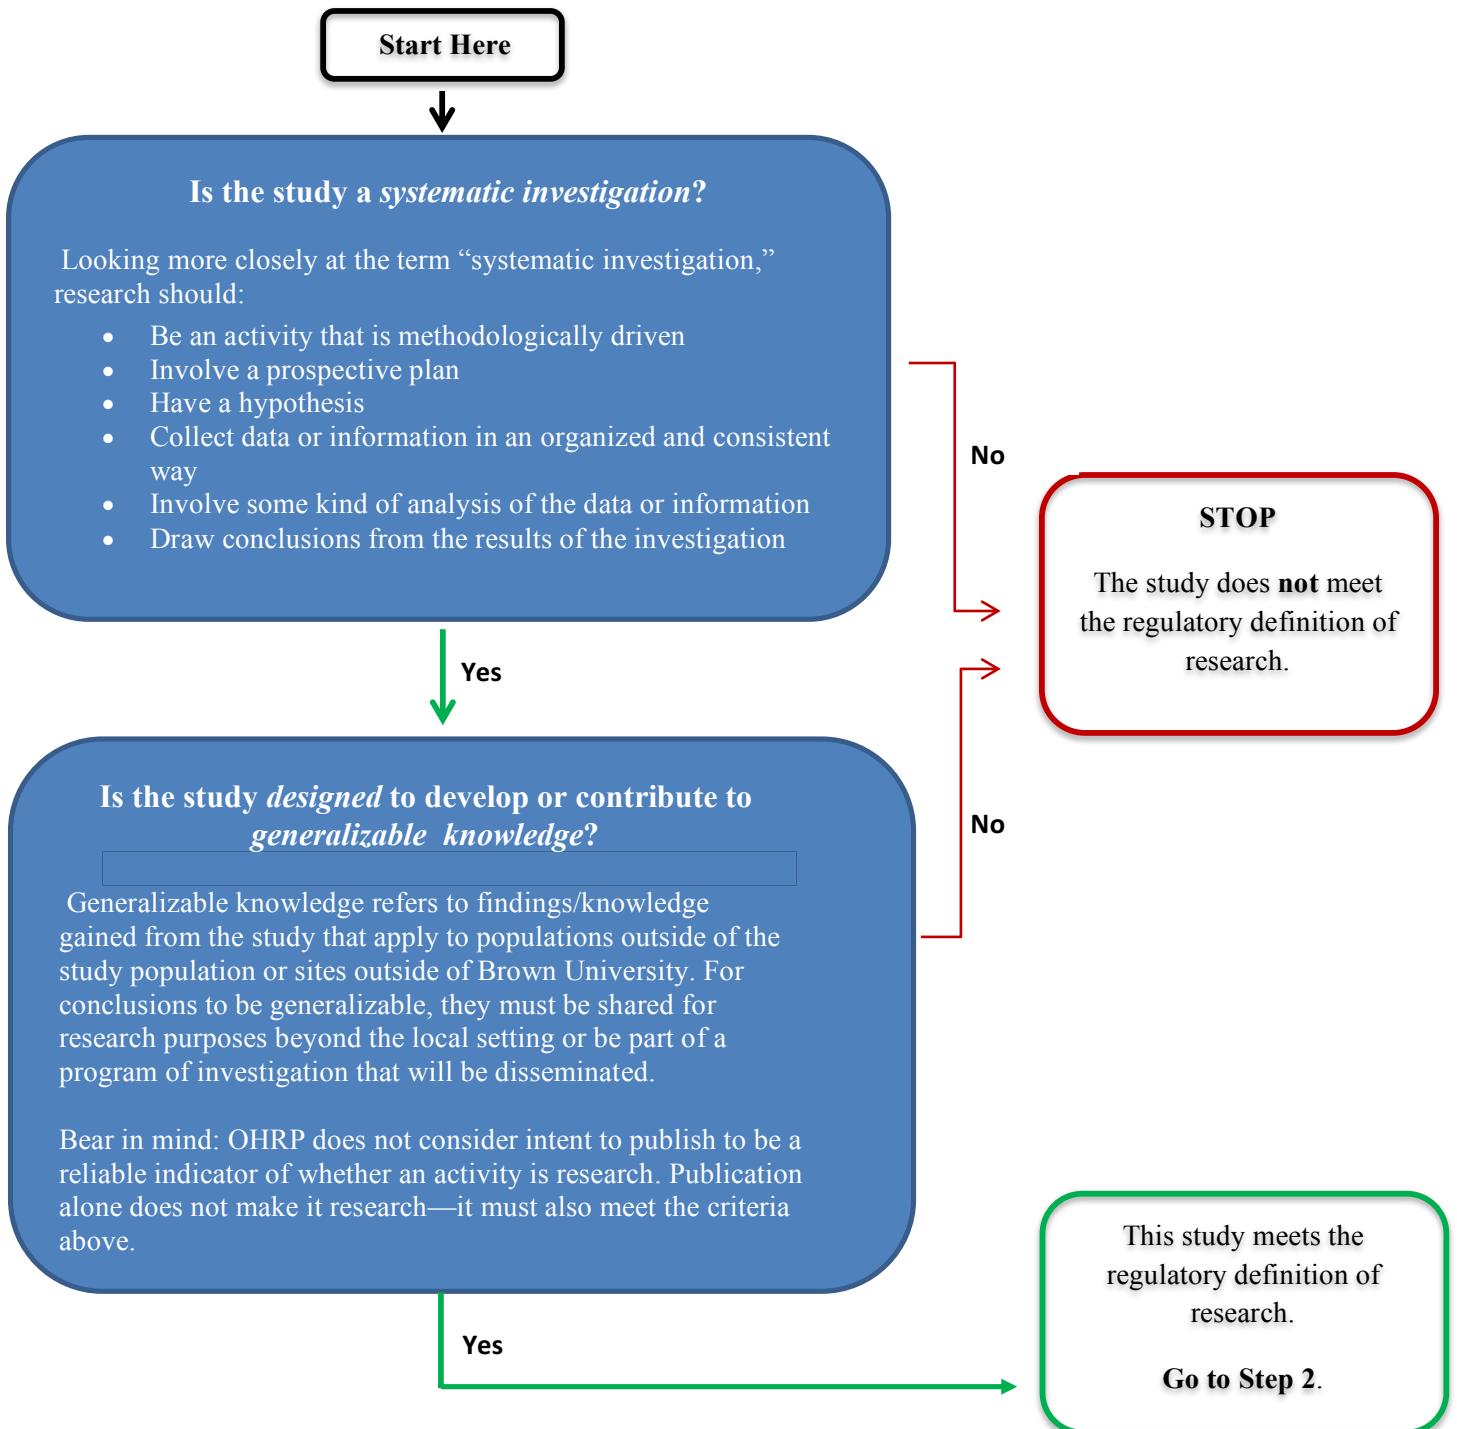 Start Here
Is the study a systematic investigation?
Looking more closely at the term “systematic investigation,”
research should:
• Be an activity that is methodologically driven
• Involve a prospective plan
• Have a hypothesis
• Collect data or information in an organized and consistent
way
• Involve some kind of analysis of the data or information
• Draw conclusions from the results of the investigation
No
STOP
The study does not meet
the regulatory definition of
research.
Yes
Is the study designed to develop or contribute to
generalizable knowledge?
Generalizable knowledge refers to findings/knowledge
gained from the study that apply to populations outside of the
study population or sites outside of Brown University. For
conclusions to be generalizable, they must be shared for
research purposes beyond the local setting or be part of a
program of investigation that will be disseminated.
Bear in mind: OHRP does not consider intent to publish to be a
reliable indicator of whether an activity is research. Publication
alone does not make it research—it must also meet the criteria
above.
No
Yes
This study meets the
regulatory definition of
research.
Go to Step 2.